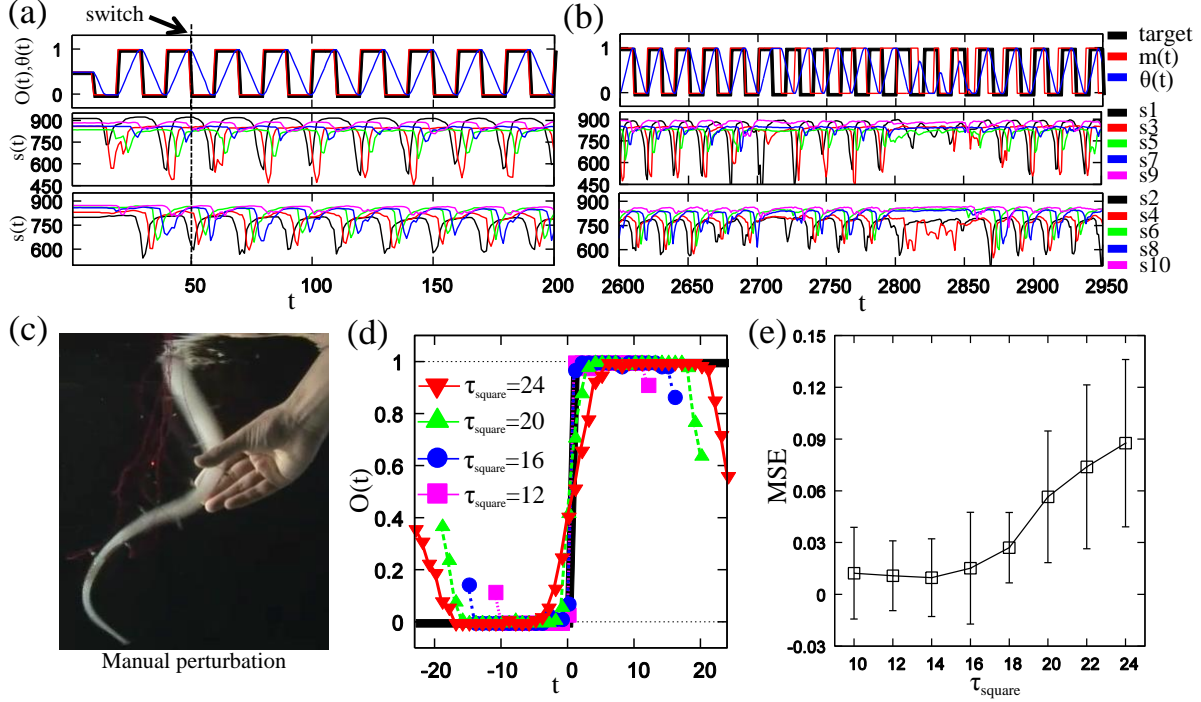 (a)
switch
O(t),θ(t)
1
0
s(t)
900
750
600
450
s(t)
900
750
600
50
100
150
200
t
(b)
1
0
900
750
600
450
900
750
600
2600
2650
2700
2750
2800
2850
2900
2950
t
target
m(t)
θ(t)
s1
s3
s5
s7
s9
s2
s4
s6
s8
s10
(c)
Manual perturbation
(d)
O(t)
1
0.8
0.6
0.4
0.2
0
τsquare=24
τsquare=20
τsquare=16
τsquare=12
-20
-10
0
10
20
t
(e)
MSE
0.15
0.12
0.09
0.06
0.03
0
-0.03
10
12
14
16
18
20
22
24
τsquare